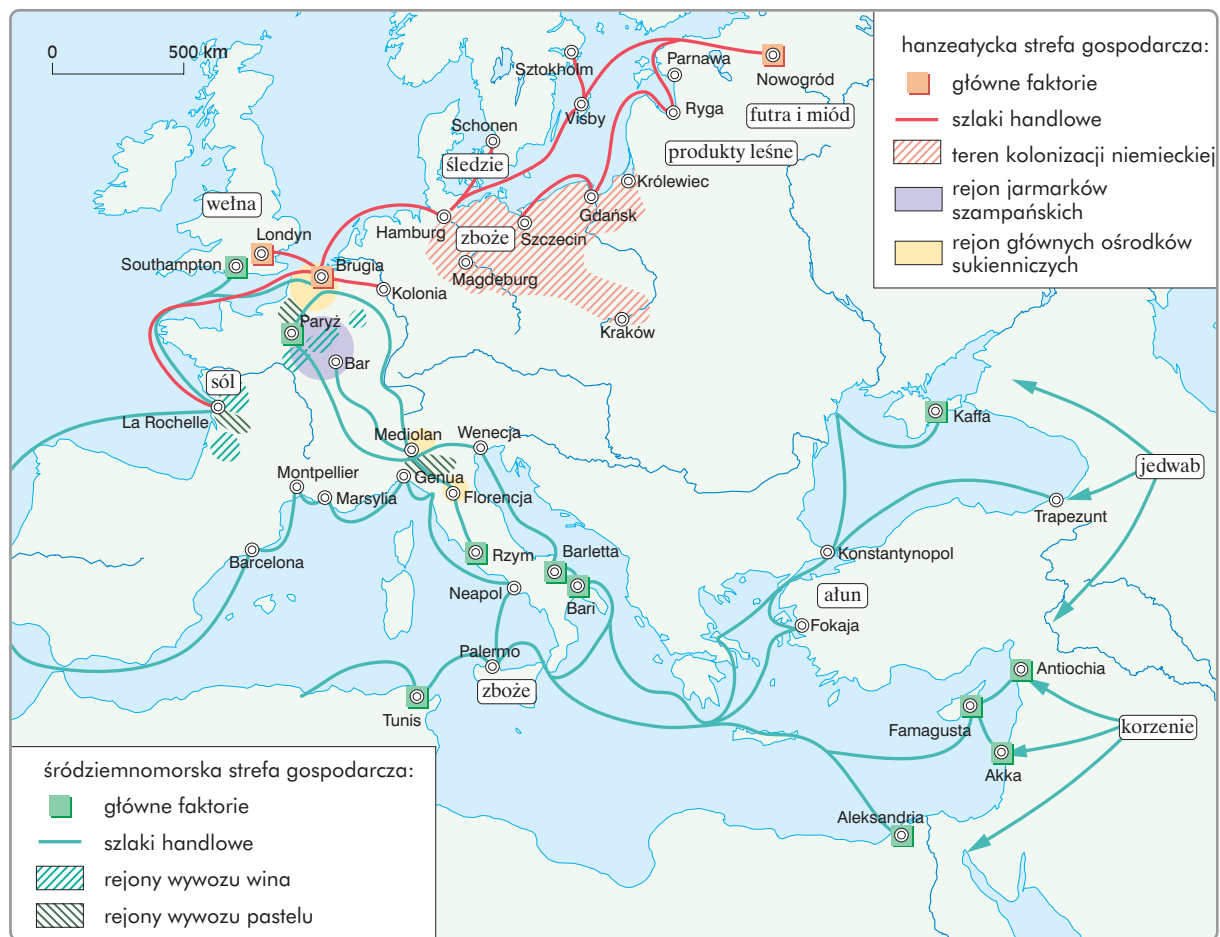 0 500 km
Sztokholm
Parnawa
Nowogród
Visby
Ryga
futra i miód
Schonen
śledzie
produkty leśne
Królewiec
wełna
Gdańsk
Hamburg
zboże
Szczecin
Londyn
Southampton
Brugia
Magdeburg
Kolonia
Paryż
Kraków
Bar
sól
La Rochelle
Kaffa
Mediolan
Wenecja
jedwab
Montpellier
Genua
Marsylia
Florencja
Trapezunt
Barcelona
Rzym
Barletta
Konstantynopol
Neapol
Bari
ałun
Fokaja
Palermo
zboże
Antiochia
Tunis
Famagusta
korzenie
Akka
Aleksandria
hanzeatycka strefa gospodarcza:
główne faktorie
szlaki handlowe
teren kolonizacji niemieckiej
rejon jarmarków
szampańskich
rejon głównych ośrodków
sukienniczych
śródziemnomorska strefa gospodarcza:
główne faktorie
szlaki handlowe
rejony wywozu wina
rejony wywozu pastelu